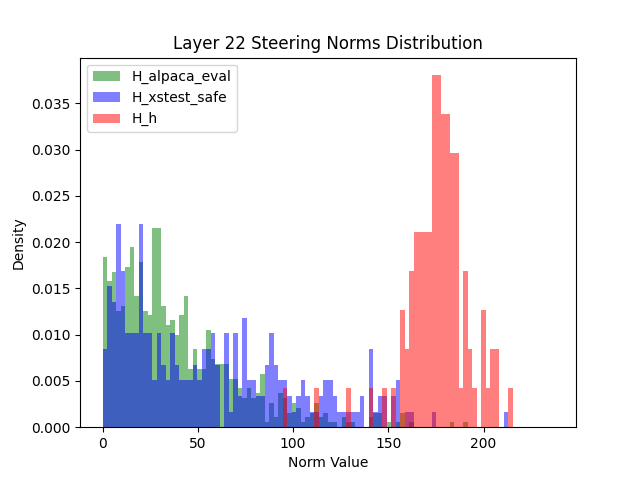 Layer 22 Steering Norms Distribution
H_alpaca_eval
H_xstest_safe
H_h
Density
0.035
0.030
0.025
0.020
0.015
0.010
0.005
0.000
0 50 100 150 200
Norm Value